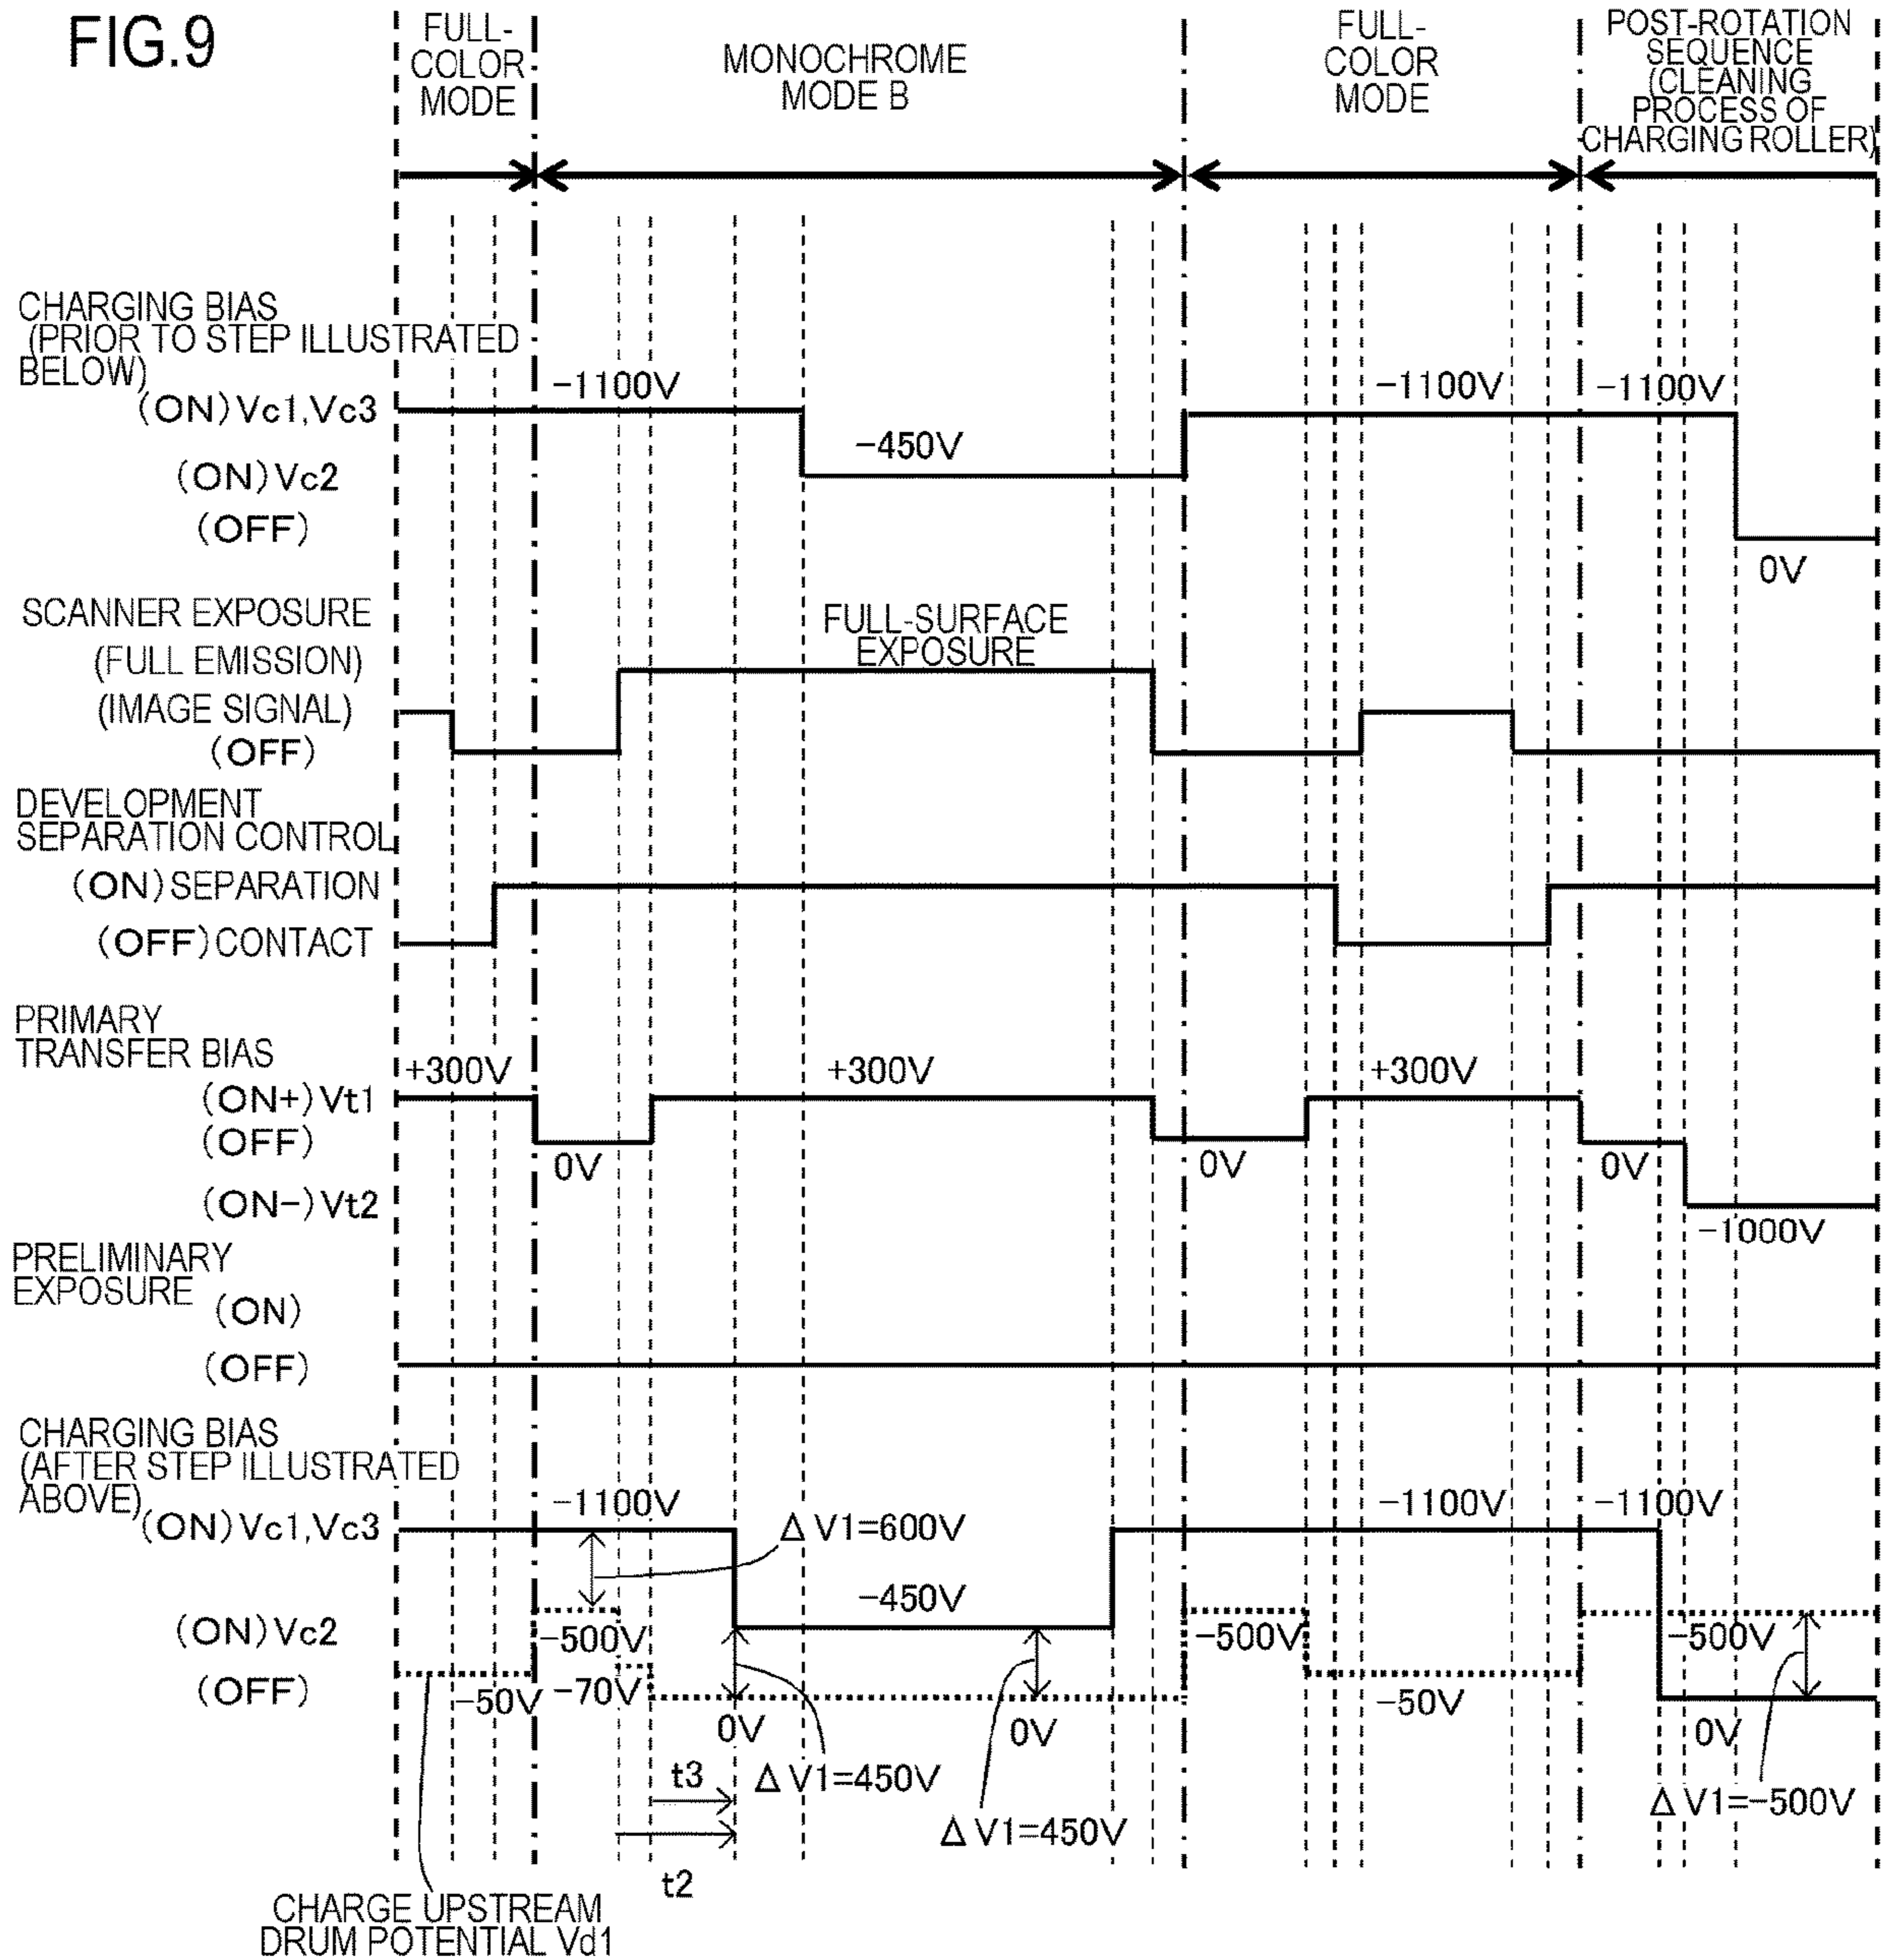 FIG.9
FULL-
COLOR
MODE
MONOCHROME
MODE B
FULL-
COLOR
MODE
POST-ROTATION
SEQUENCE
(CLEANING
PROCESS OF
CHARGING ROLLER)
CHARGING BIAS
(PRIOR TO STEP ILLUSTRATED
BELOW)
(ON)Vc1,Vc3
-1100V
-1100V
-1100V
(ON)Vc2
-450V
(OFF)
0V
SCANNER EXPOSURE
(FULL EMISSION)
FULL-SURFACE
EXPOSURE
(IMAGE SIGNAL)
(OFF)
DEVELOPMENT
SEPARATION CONTROL
(ON)SEPARATION
(OFF)CONTACT
PRIMARY
TRANSFER BIAS
+300V
+300V
+300V
(ON+)Vt1
(OFF)
0V
0V
0V
(ON-)Vt2
-1000V
PRELIMINARY
EXPOSURE
(ON)
(OFF)
CHARGING BIAS
(AFTER STEP ILLUSTRATED
ABOVE)
(ON)Vc1,Vc3
-1100V
ΔV1=600V
-1100V
-1100V
(ON)Vc2
-500V
-450V
-500V
-500V
(OFF)
-50V
-70V
0V
0V
-50V
0V
t3
ΔV1=450V
ΔV1=450V
ΔV1=-500V
t2
CHARGE UPSTREAM
DRUM POTENTIAL Vd1